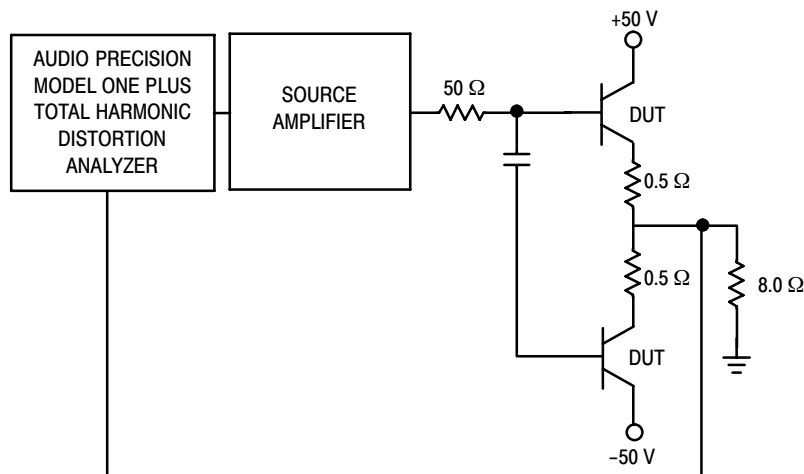 +50 V
AUDIO PRECISION
MODEL ONE PLUS
TOTAL HARMONIC
DISTORTION
ANALYZER
SOURCE
AMPLIFIER
50 Ω
DUT
0.5 Ω
0.5 Ω
8.0 Ω
DUT
–50 V